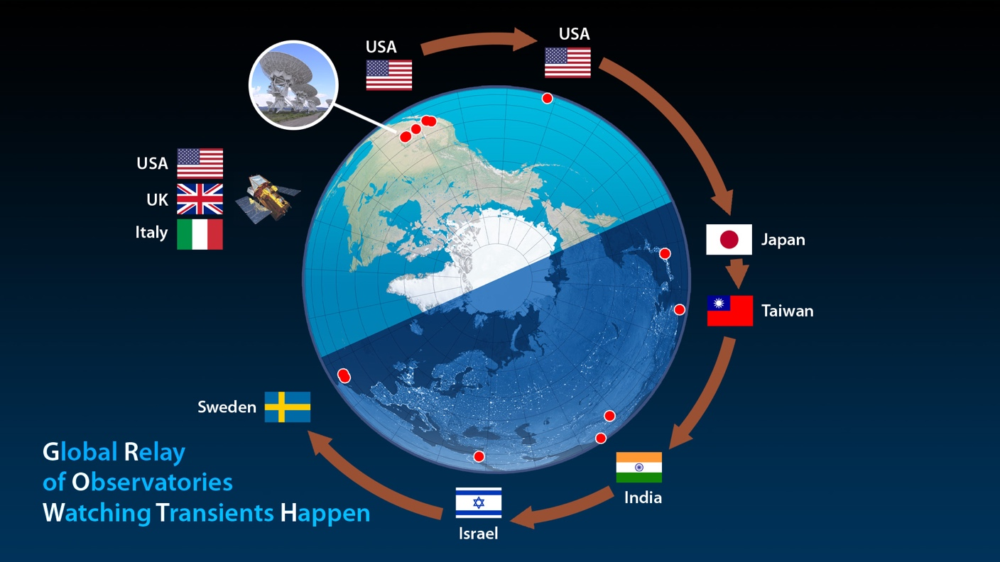 USA
USA
USA
UK
Italy
Japan
Taiwan
Sweden
India
Israel
Global Relay
of Observatories
Watching Transients Happen